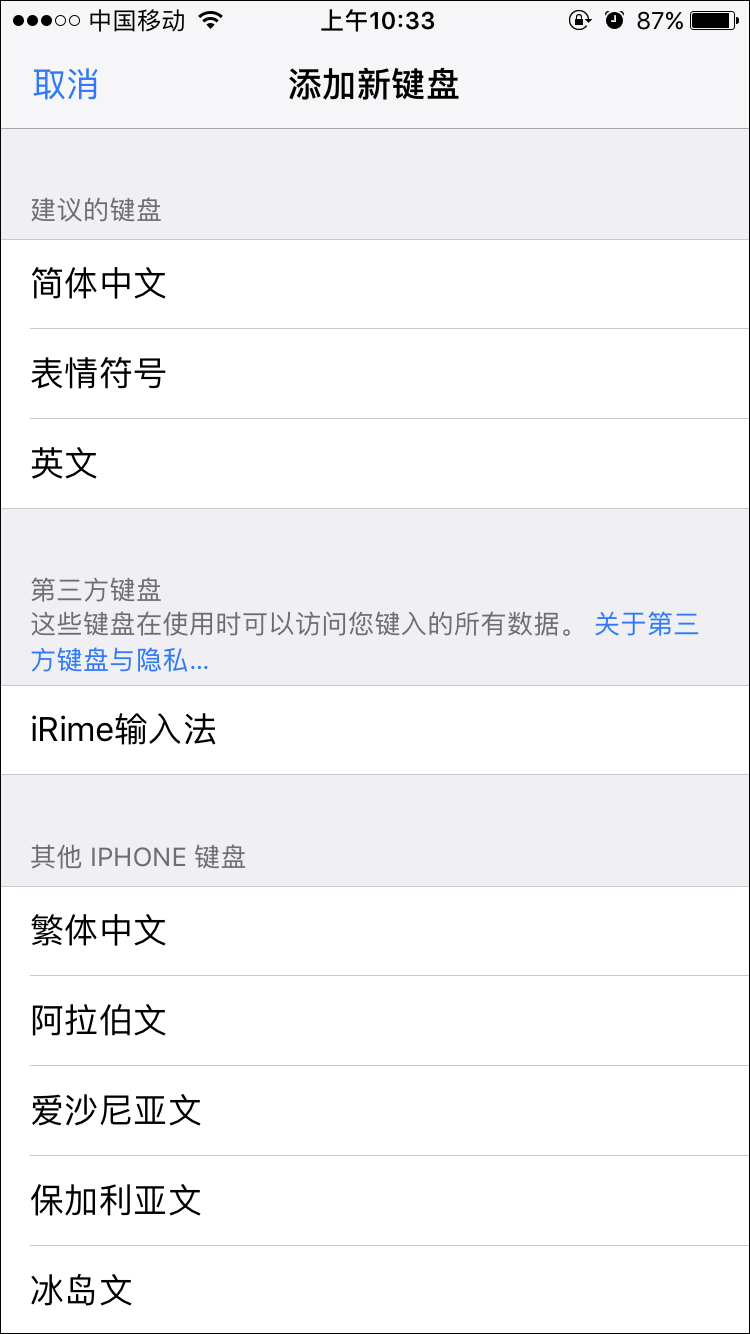 中国移动 上午10:33 87%
取消 添加新键盘
建议的键盘
简体中文
表情符号
英文
第三方键盘
这些键盘在使用时可以访问您键入的所有数据。 关于第三
方键盘与隐私...
iRime输入法
其他 IPHONE 键盘
繁体中文
阿拉伯文
爱沙尼亚文
保加利亚文
冰岛文